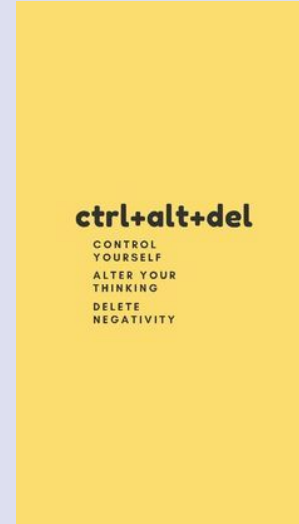 ctrl+alt+del
CONTROL
YOURSELF
ALTER YOUR
THINKING
DELETE
NEGATIVITY